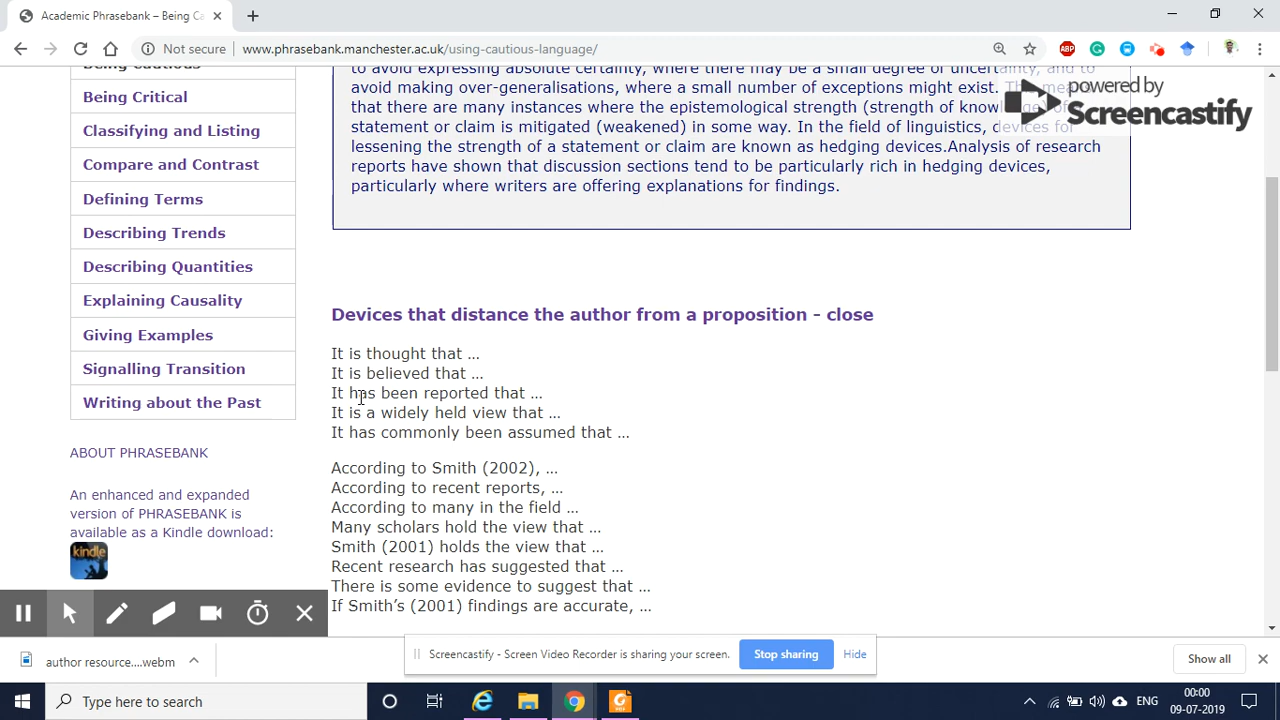 Academic Phrasebank – Being Ca
Not secure
www.phrasebank.manchester.ac.uk/using-cautious-language/
ABP
Being Cautious
Being Critical
Classifying and Listing
Compare and Contrast
Defining Terms
Describing Trends
Describing Quantities
Explaining Causality
Giving Examples
Signalling Transition
Writing about the Past
ABOUT PHRASEBANK
An enhanced and expanded
version of PHRASEBANK is
available as a Kindle download:
kindle
to avoid expressing absolute certainty, where there may be a small degree of uncertainty, and to
avoid making over-generalisations, where a small number of exceptions might exist. This means
that there are many instances where the epistemological strength (strength of knowledge) of
statement or claim is mitigated (weakened) in some way. In the field of linguistics, devices for
lessening the strength of a statement or claim are known as hedging devices.Analysis of research
reports have shown that discussion sections tend to be particularly rich in hedging devices,
particularly where writers are offering explanations for findings.
powered by
Screencastify
Devices that distance the author from a proposition - close
It is thought that ...
It is believed that ...
It has been reported that ...
It is a widely held view that ...
It has commonly been assumed that ...
According to Smith (2002), ...
According to recent reports, ...
According to many in the field ...
Many scholars hold the view that ...
Smith (2001) holds the view that ...
Recent research has suggested that ...
There is some evidence to suggest that ...
If Smith’s (2001) findings are accurate, ...
Screencastify - Screen Video Recorder is sharing your screen.
Stop sharing
Hide
author resource....webm
Show all
Type here to search
PDF
ENG
00:00
09-07-2019